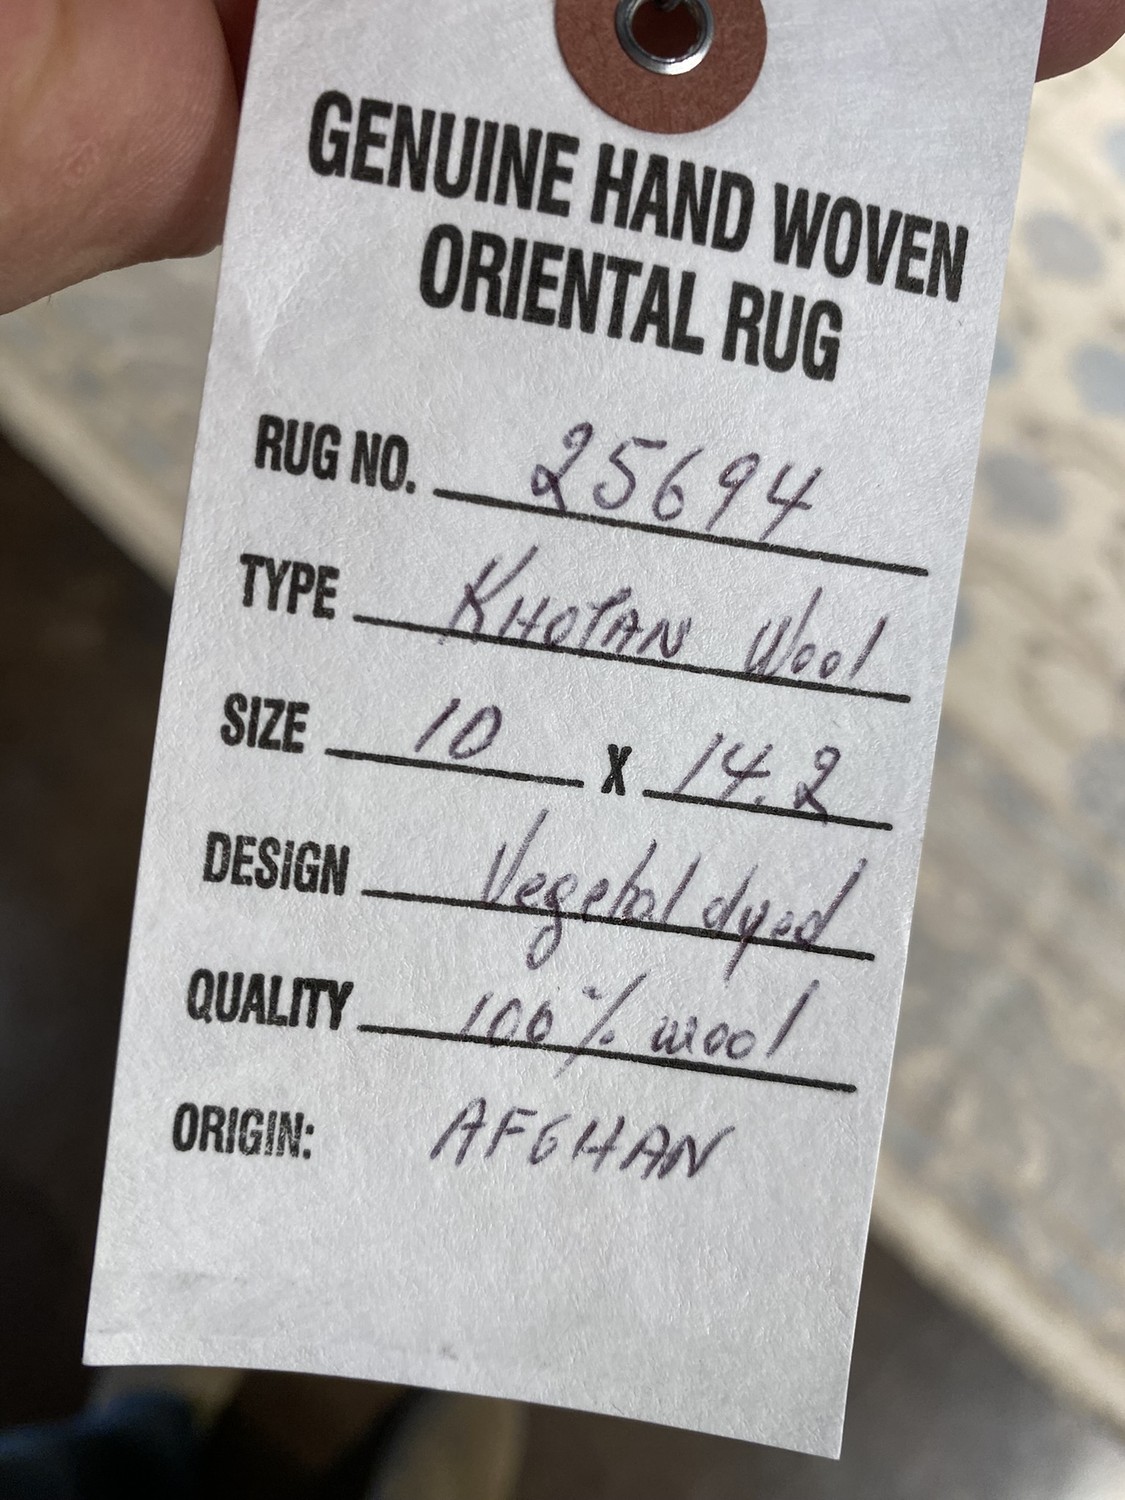 GENUINE HAND WOVEN
ORIENTAL RUG
RUG NO. 25694
TYPE KHOTAN Wool
SIZE 10 X 14.2
DESIGN Vegetal dyed
QUALITY 100% wool
ORIGIN: AFGHAN